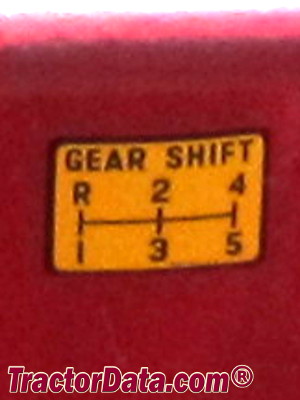 GEAR SHIFT
R 2 4
1 3 5
TractorData.com®